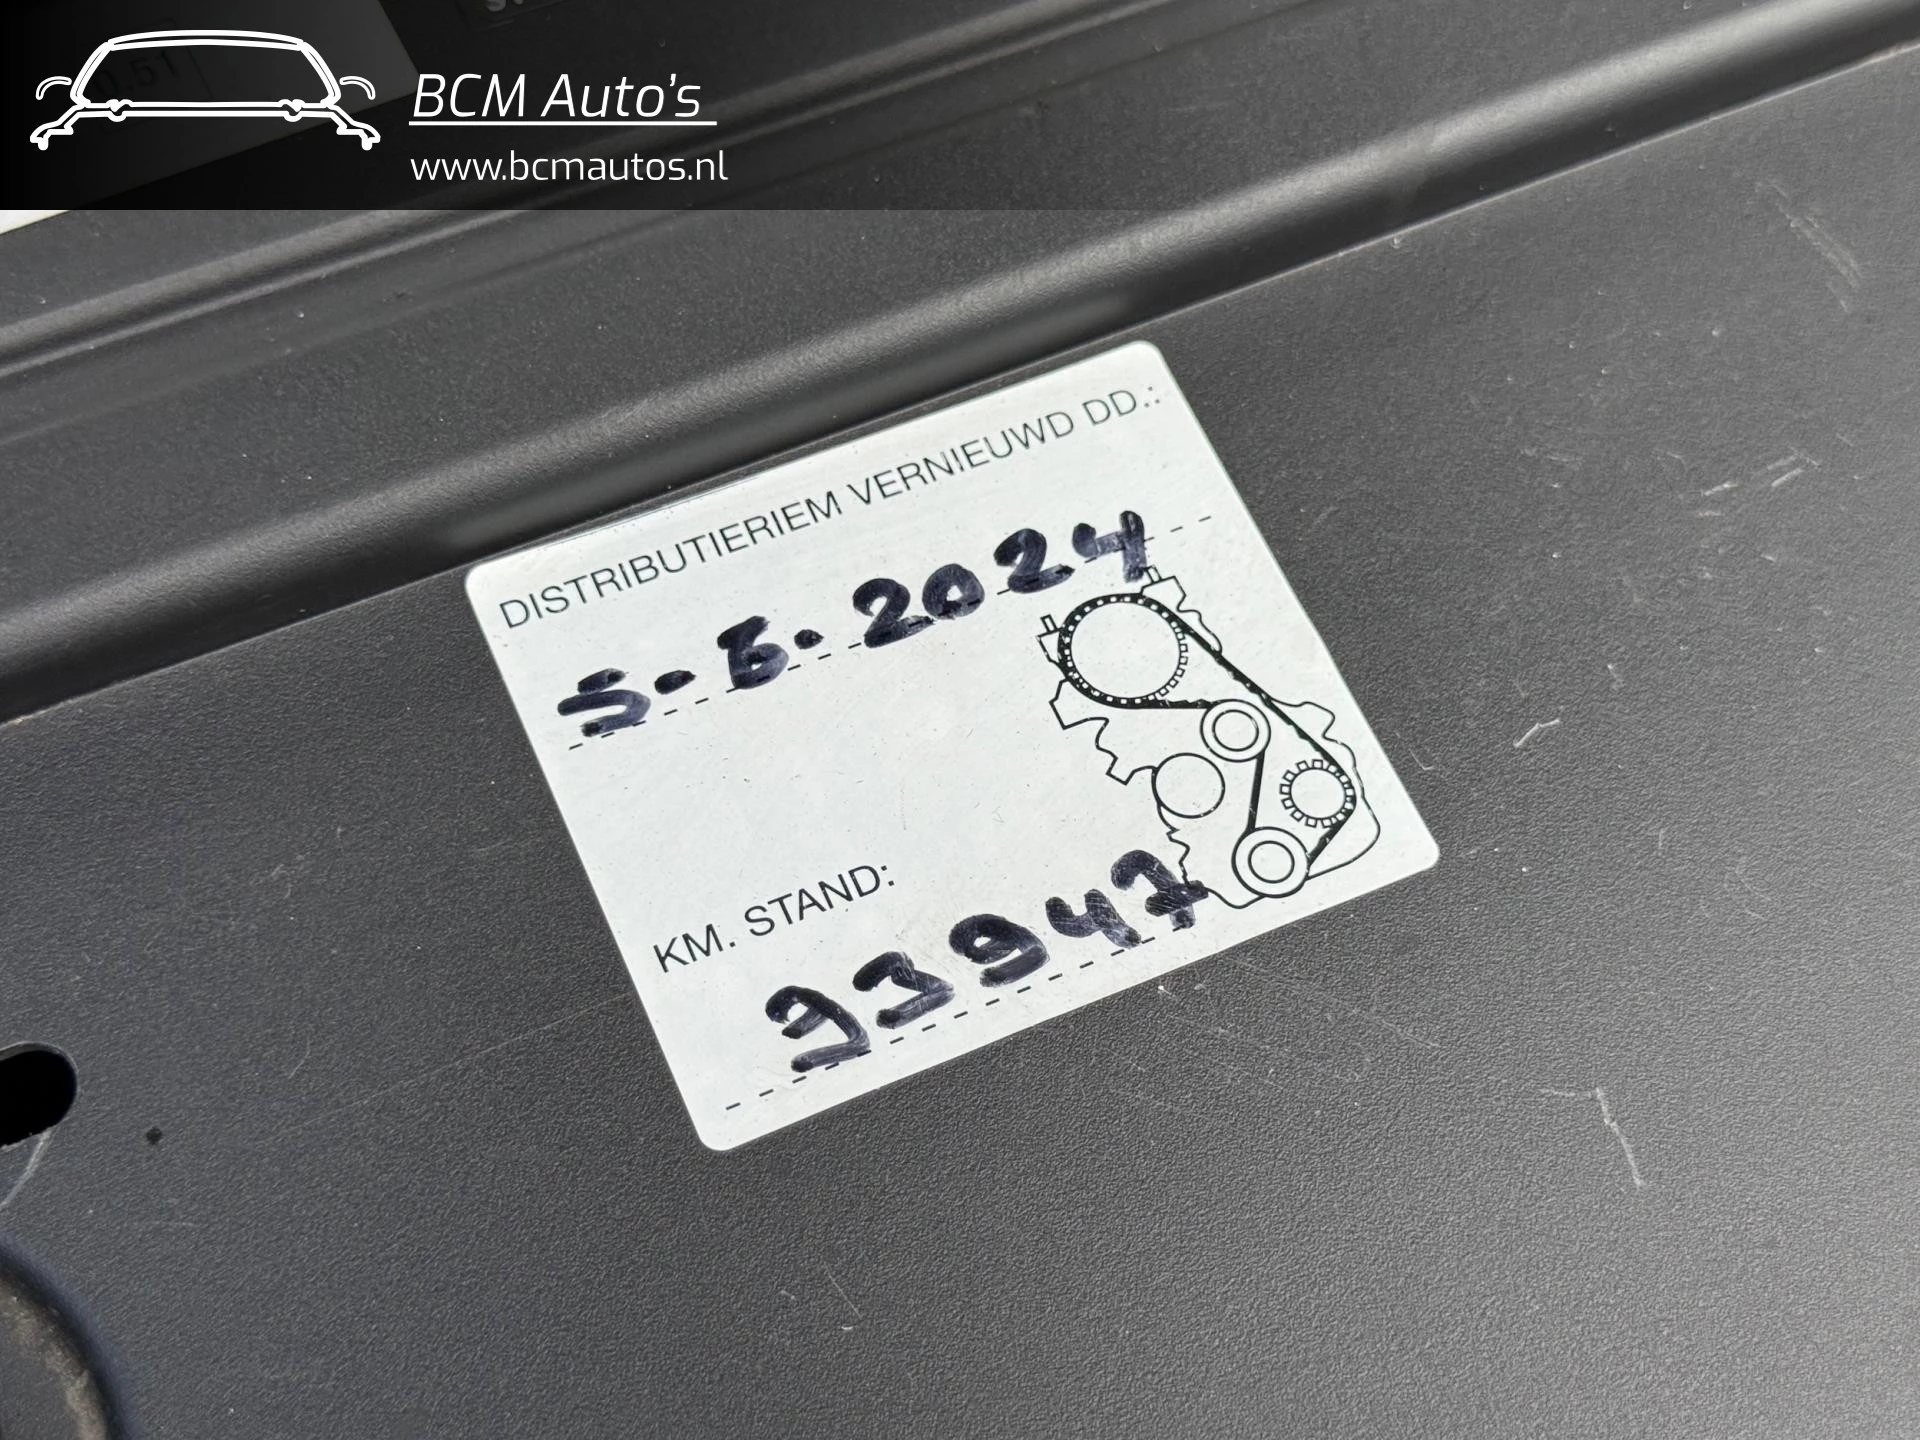 BCM Auto's
www.bcmautos.nl
DISTRIBUTIERIEM VERNIEUWD DD.:
5-6-2024
KM. STAND:
93947